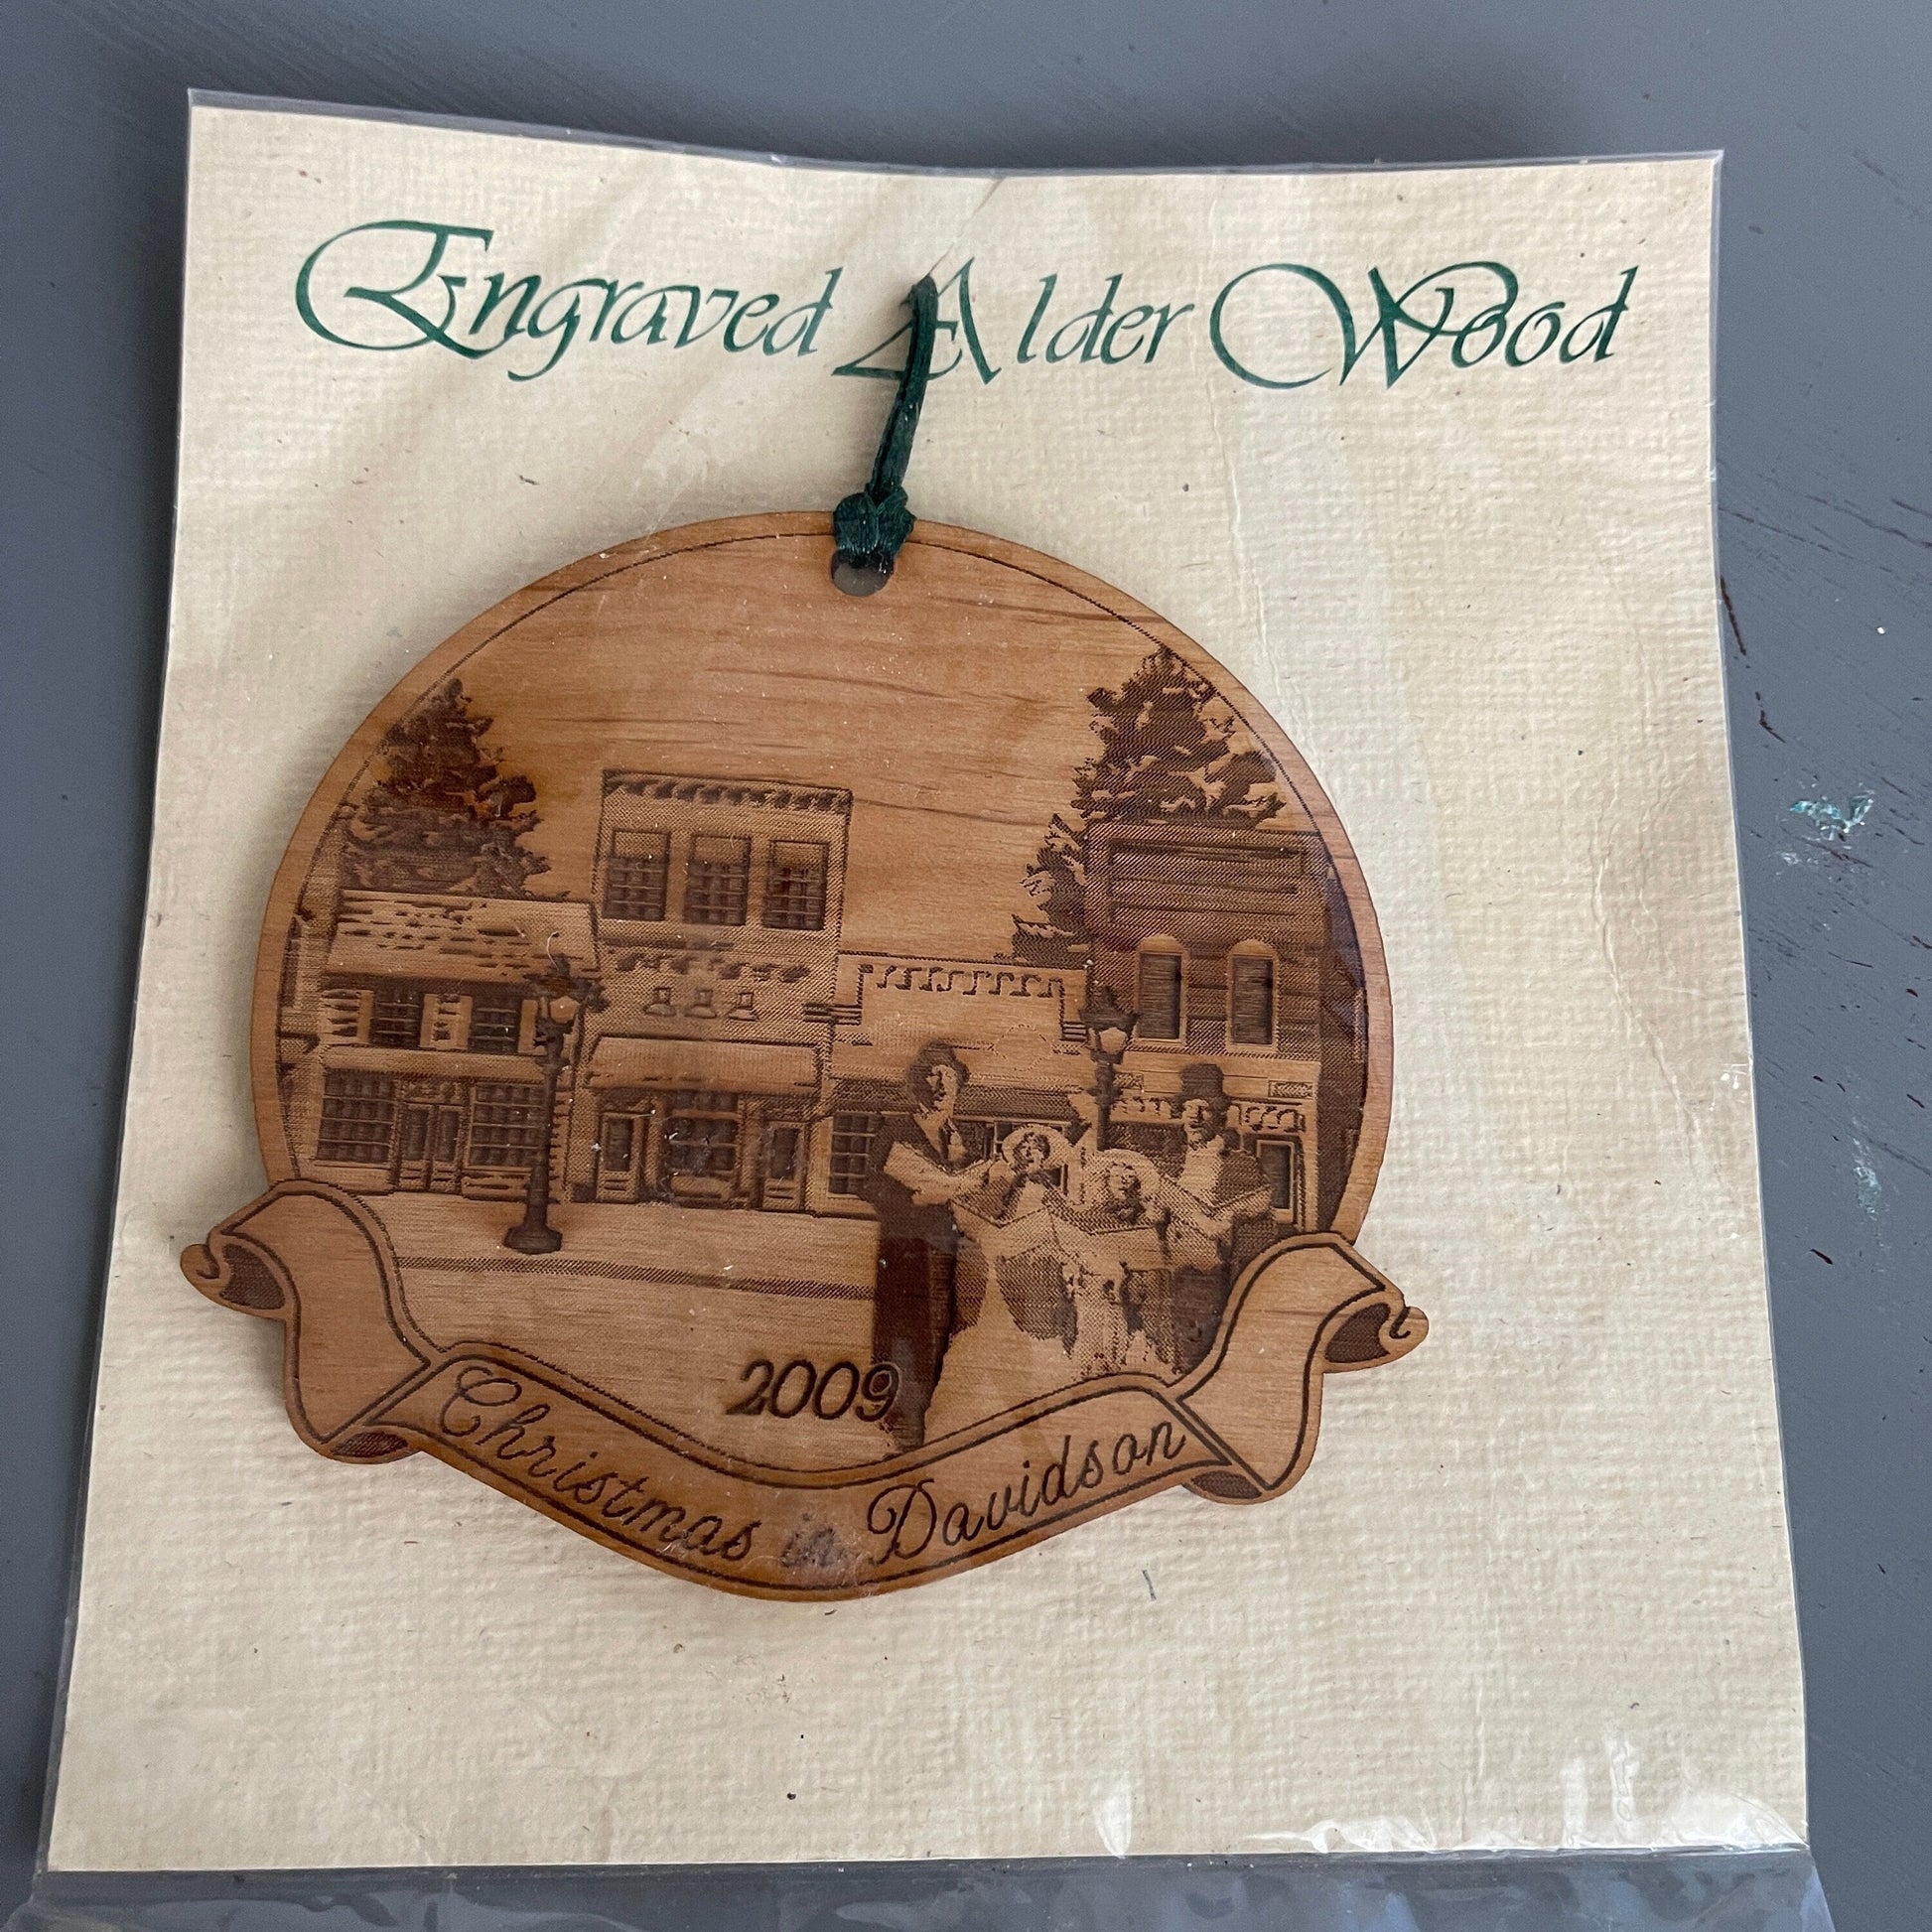 Engraved Alder Wood
2009
Christmas in Davidson